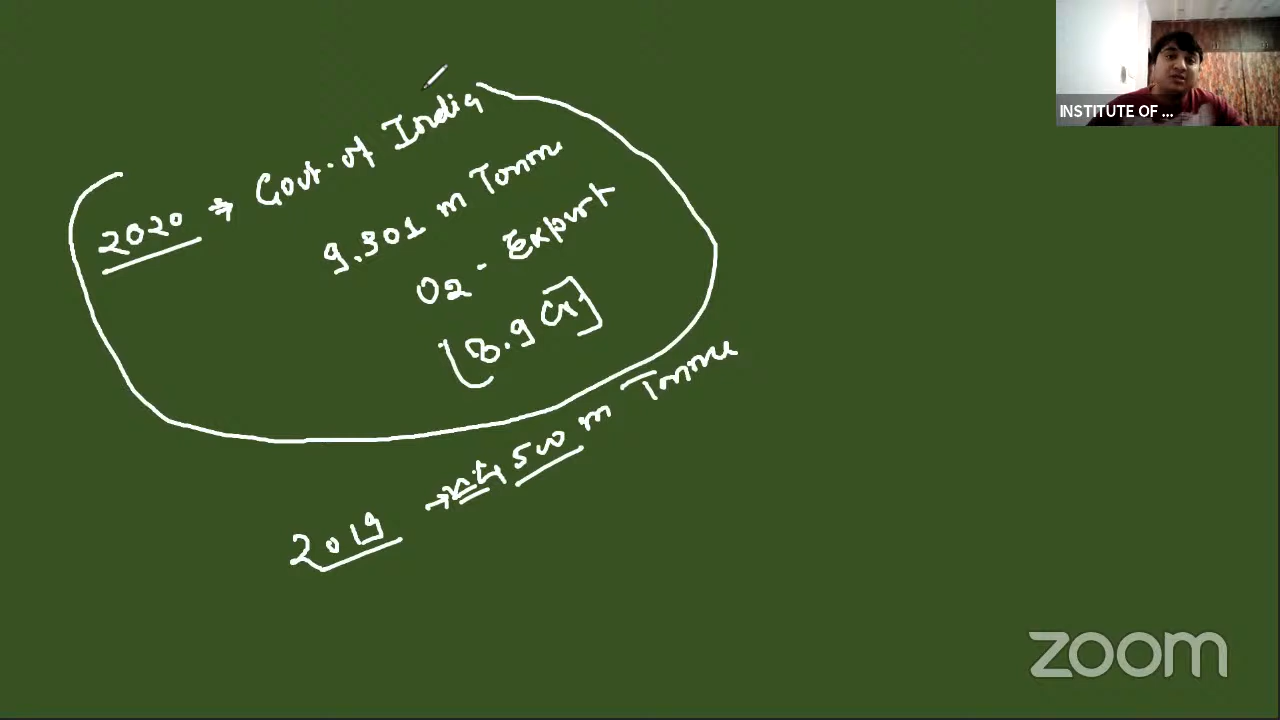 INSTITUTE OF ...
2020 ⇒ Govt. of India
9.301 m Tonne
O2 - Export
[8.9 Cr]
2019 → 500 m Tonne
zoom